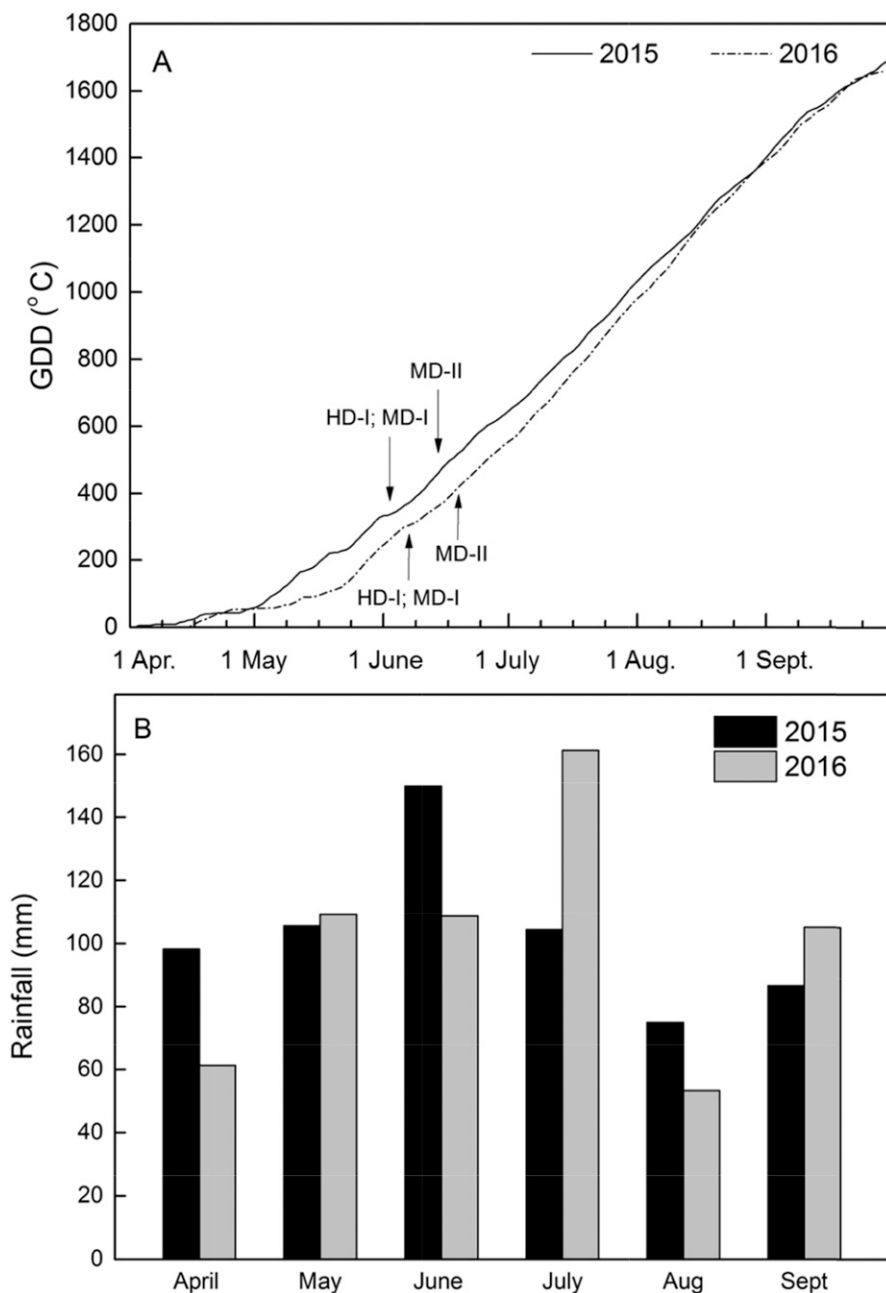 1800
A
2015
2016
1600
1400
1200
1000
GDD (°C)
800
MD-II
600
HD-I; MD-I
400
200
MD-II
HD-I; MD-I
0
1 Apr.
1 May
1 June
1 July
1 Aug.
1 Sept.
B
2015
2016
160
140
120
100
Rainfall (mm)
80
60
40
20
0
April
May
June
July
Aug
Sept